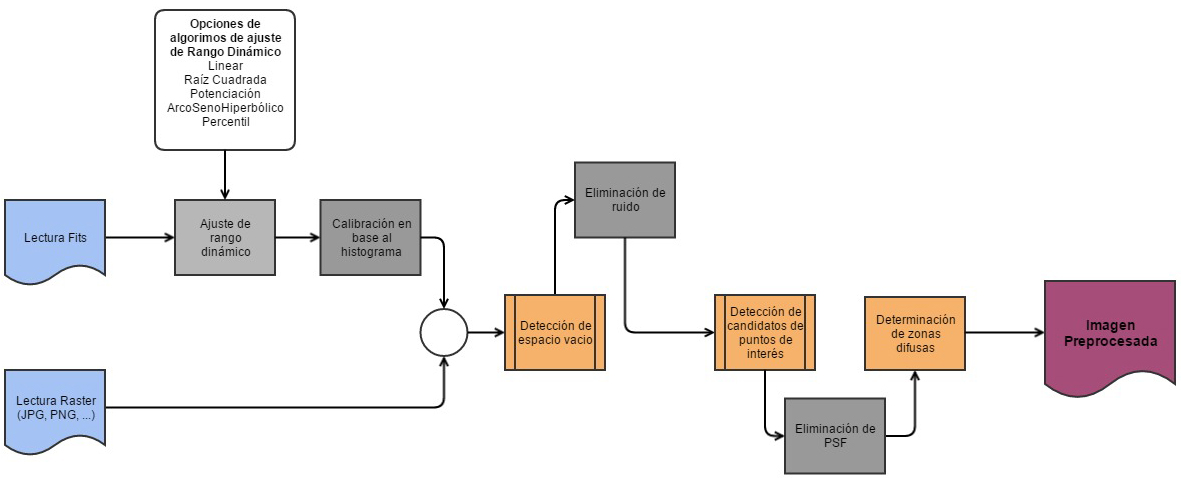 Opciones de
algorimos de ajuste
de Rango Dinámico
Linear
Raíz Cuadrada
Potenciación
ArcoSenoHiperbólico
Percentil
Lectura Fits
Ajuste de
rango
dinámico
Calibración en
base al
histograma
Eliminación de
ruido
Detección de
espacio vacio
Detección de
candidatos de
puntos de
interés
Determinación
de zonas
difusas
Imagen
Preprocesada
Lectura Raster
(JPG, PNG, ...)
Eliminación de
PSF